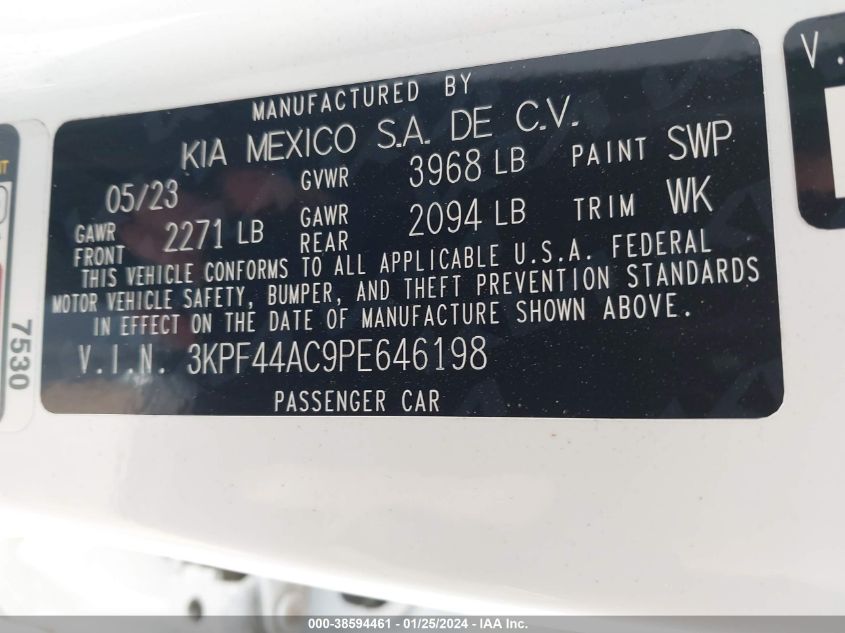 MANUFACTURED BY
KIA MEXICO S.A. DE C.V.
05/23 GVWR 3968 LB PAINT SWP
GAWR FRONT 2271 LB GAWR REAR 2094 LB TRIM WK
THIS VEHICLE CONFORMS TO ALL APPLICABLE U.S.A. FEDERAL
MOTOR VEHICLE SAFETY, BUMPER, AND THEFT PREVENTION STANDARDS
IN EFFECT ON THE DATE OF MANUFACTURE SHOWN ABOVE.
V.I.N. 3KPF44AC9PE646198
PASSENGER CAR
7530
V.
000-38594461 - 01/25/2024 - IAA Inc.